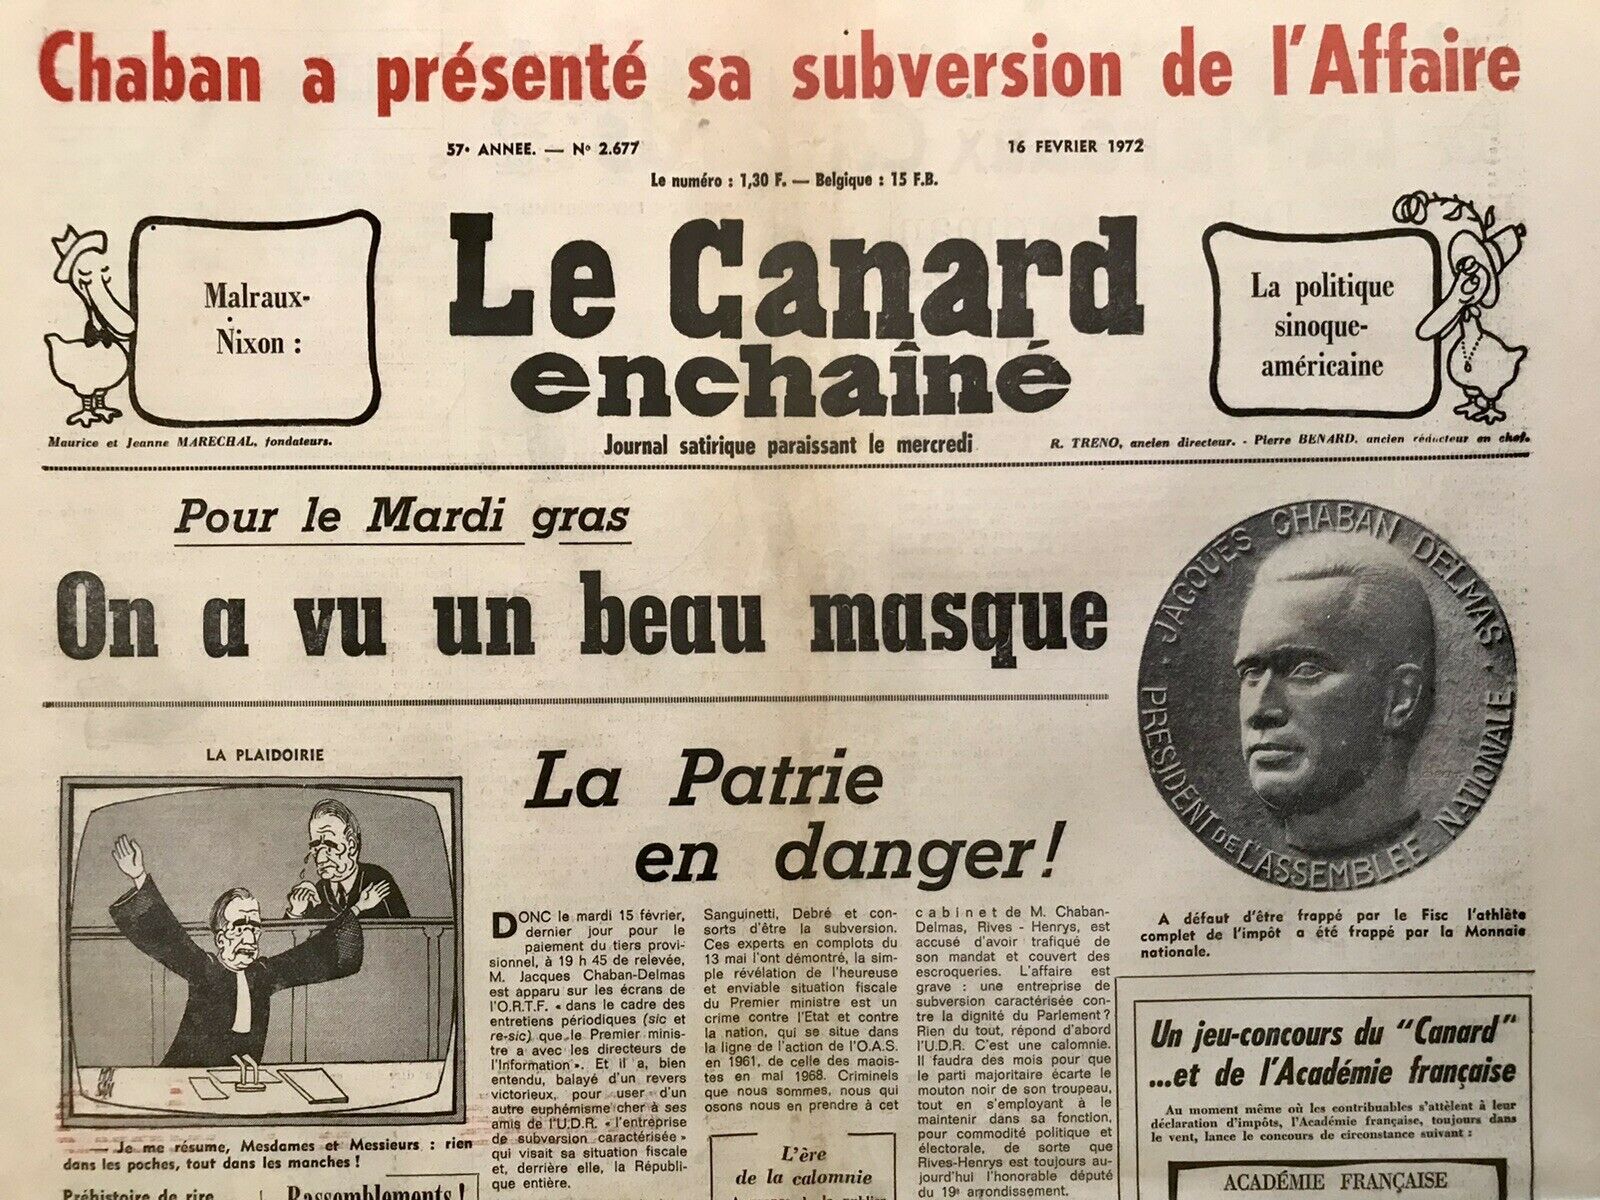 Chaban a présenté sa subversion de l'Affaire
57e ANNEE. — No 2.677
16 FEVRIER 1972
Le numéro : 1,30 F. — Belgique : 15 F.B.
Malraux-
Nixon :
Le Canard
enchaîné
La politique
sinoque-
américaine
Maurice et Jeanne MARECHAL, fondateurs.
Journal satirique paraissant le mercredi
R. TRENO, ancien directeur. - Pierre BENARD, ancien rédacteur en chef.
Pour le Mardi gras
On a vu un beau masque
JACQUES CHABAN DELMAS
PRESIDENT DE L'ASSEMBLEE NATIONALE
A défaut d'être frappé par le Fisc l'athlète
complet de l'impôt a été frappé par la Monnaie
nationale.
LA PLAIDOIRIE
— Je me résume, Mesdames et Messieurs : rien
dans les poches, tout dans les manches !
Préhistoire de rire
Rassemblements !
La Patrie
en danger !
DONC le mardi 15 février,
dernier jour pour le
paiement du tiers provi-
sionnel, à 19 h 45 de relevée,
M. Jacques Chaban-Delmas
est apparu sur les écrans de
l'O.R.T.F. « dans le cadre des
entretiens périodiques (sic et
re-sic) que le Premier minis-
tre a avec les directeurs de
l'Information ». Et il a, bien
entendu, balayé d'un revers
victorieux, pour user d'un
autre euphémisme cher à ses
amis de l'U.D.R. « l'entreprise
de subversion caractérisée »
qui visait sa situation fiscale
et, derrière elle, la Républi-
que entière.
Sanguinetti, Debré et con-
sorts d'être la subversion.
Ces experts en complots du
13 mai l'ont démontré, la sim-
ple révélation de l'heureuse
et enviable situation fiscale
du Premier ministre est un
crime contre l'Etat et contre
la nation, qui se situe dans
la ligne de l'action de l'O.A.S.
en 1961, de celle des maois-
tes en mai 1968. Criminels
que nous sommes, nous qui
osons nous en prendre à cet
L'ère
de la calomnie
cabinet de M. Chaban-
Delmas, Rives - Henrys, est
accusé d'avoir trafiqué de
son mandat et couvert des
escroqueries. L'affaire est
grave : une entreprise de
subversion caractérisée con-
tre la dignité du Parlement ?
Rien du tout, répond d'abord
l'U.D.R. C'est une calomnie.
Il faudra des mois pour que
le parti majoritaire écarte le
mouton noir de son troupeau,
tout en s'employant à le
maintenir dans sa fonction,
pour commodité politique et
électorale, de sorte que
Rives-Henrys est toujours au-
jourd'hui l'honorable député
du 19e arrondissement.
Un jeu-concours du "Canard"
...et de l'Académie française
Au moment même où les contribuables s'attèlent à leur
déclaration d'impôts, l'Académie française, toujours dans
le vent, lance le concours de circonstance suivant :
ACADÉMIE FRANÇAISE